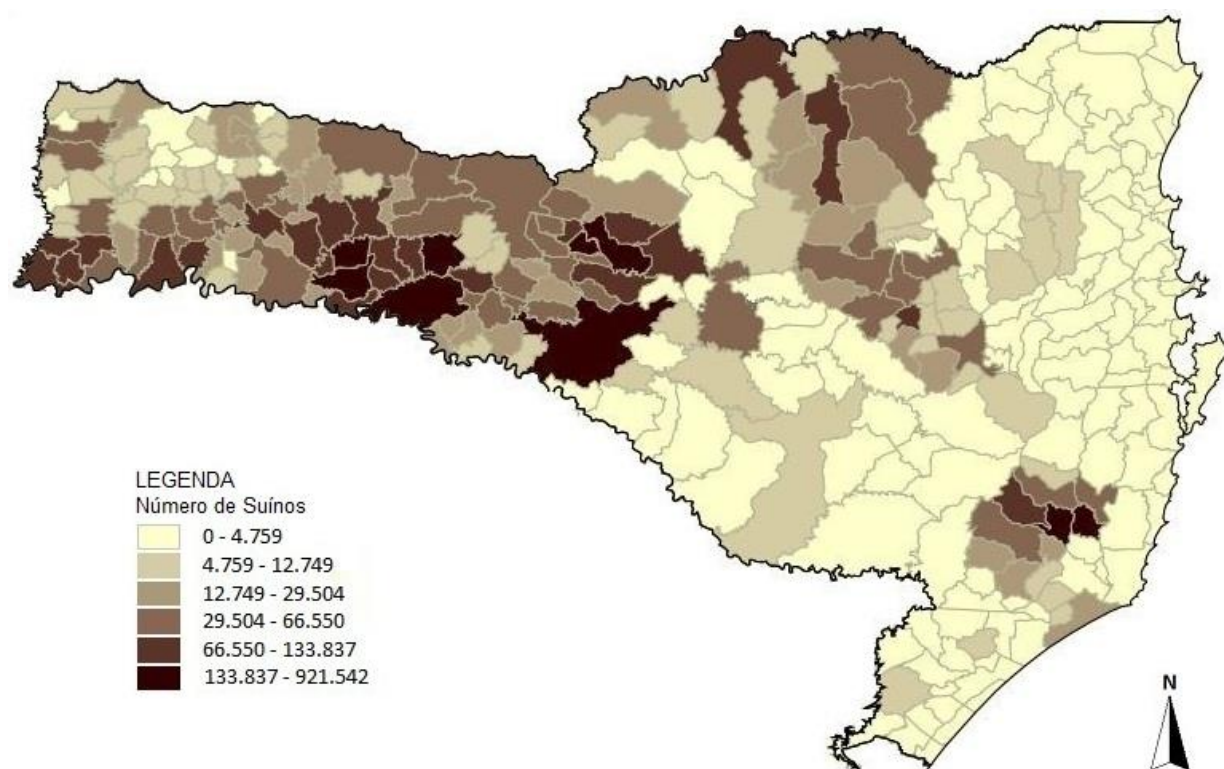 LEGENDA
Número de Suínos
0 - 4.759
4.759 - 12.749
12.749 - 29.504
29.504 - 66.550
66.550 - 133.837
133.837 - 921.542
N